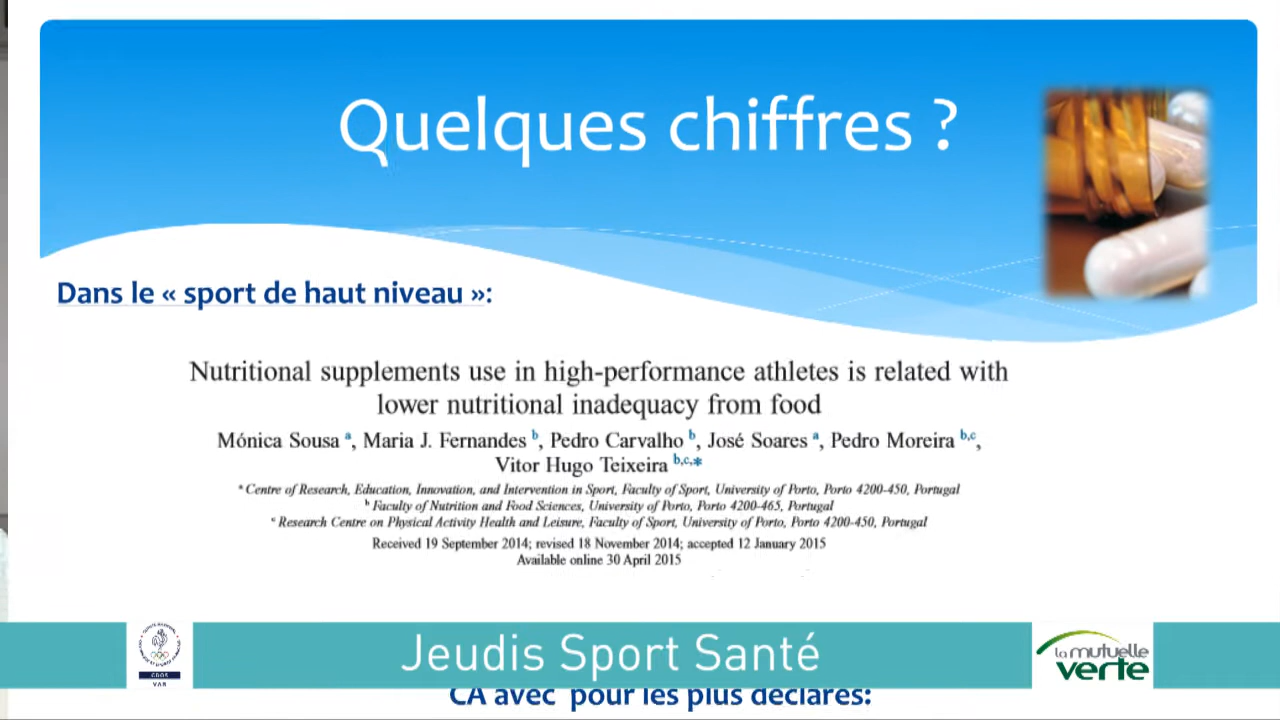 Quelques chiffres ?
Dans le « sport de haut niveau »:
Nutritional supplements use in high-performance athletes is related with
lower nutritional inadequacy from food
Mónica Sousa a, Maria J. Fernandes b, Pedro Carvalho b, José Soares a, Pedro Moreira b,c,
Vitor Hugo Teixeira b,c,*
a Centre of Research, Education, Innovation, and Intervention in Sport, Faculty of Sport, University of Porto, Porto 4200-450, Portugal
b Faculty of Nutrition and Food Sciences, University of Porto, Porto 4200-465, Portugal
c Research Centre on Physical Activity Health and Leisure, Faculty of Sport, University of Porto, Porto 4200-450, Portugal
Received 19 September 2014; revised 18 November 2014; accepted 12 January 2015
Available online 30 April 2015
Jeudis Sport Santé
CDOS
VAR
la mutuelle
verte
CA avec pour les plus déclarés: